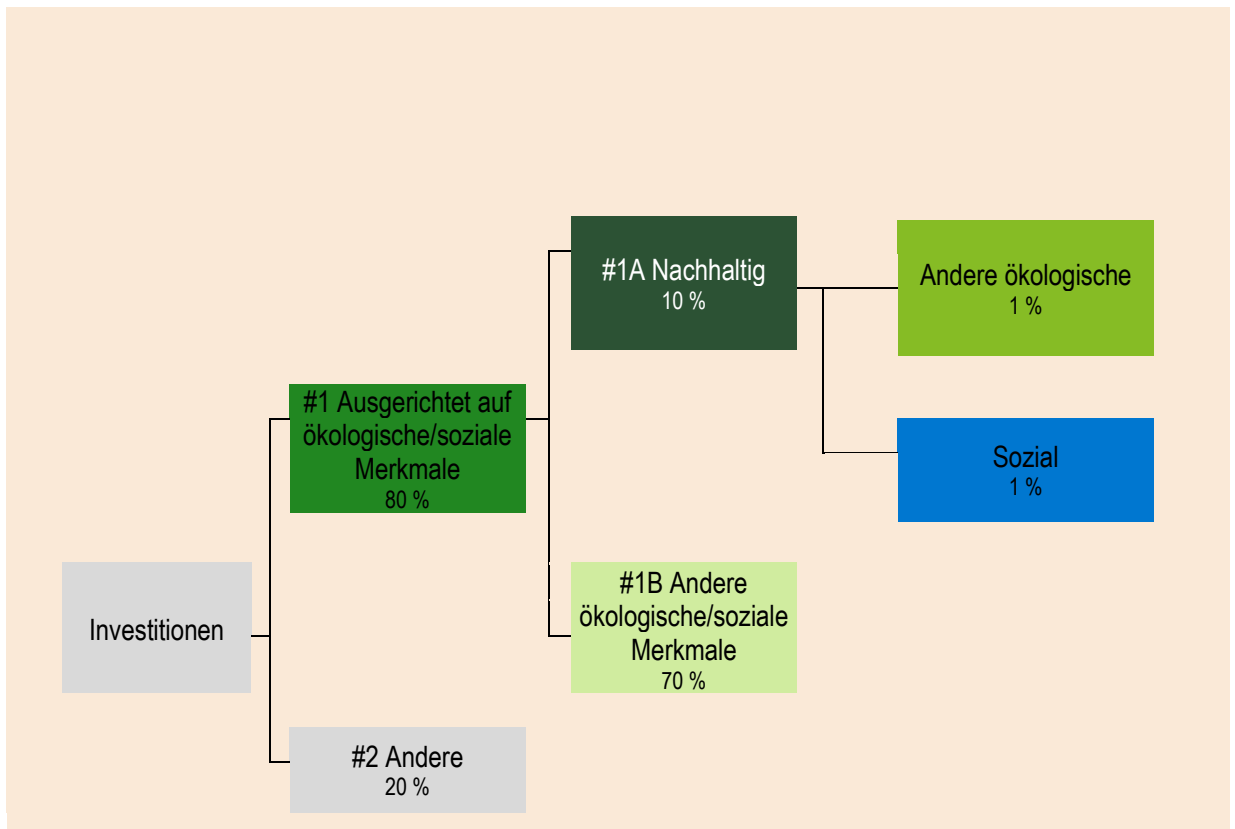 #1A Nachhaltig
10 %
Andere ökologische
1 %
#1 Ausgerichtet auf
ökologische/soziale
Merkmale
80 %
Sozial
1 %
#1B Andere
ökologische/soziale
Merkmale
70 %
Investitionen
#2 Andere
20 %